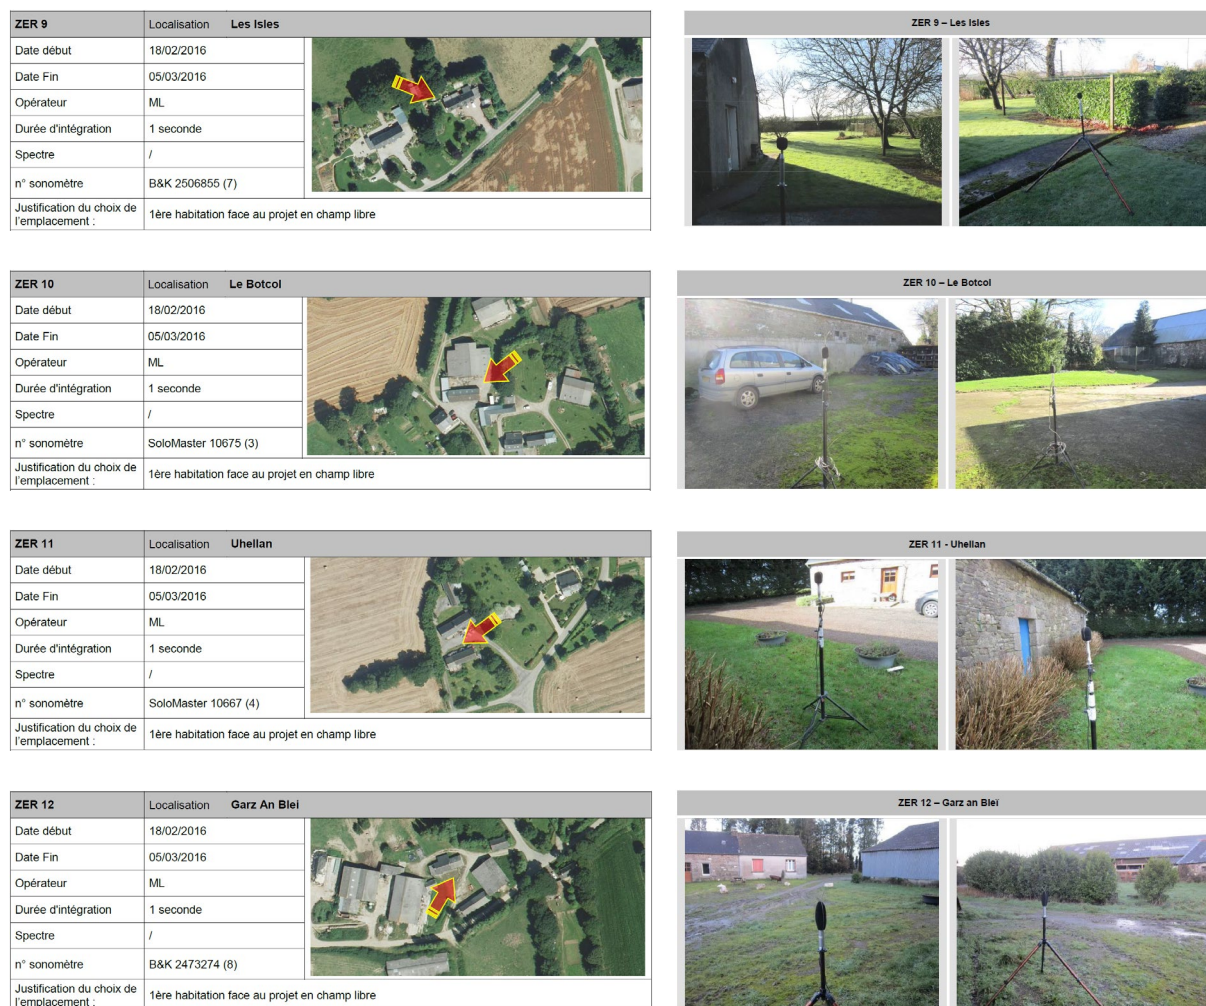 ZER 9 Localisation Les Isles
Date début 18/02/2016
Date Fin 05/03/2016
Opérateur ML
Durée d'intégration 1 seconde
Spectre /
n° sonomètre B&K 2506855 (7)
Justification du choix de
l'emplacement : 1ère habitation face au projet en champ libre
ZER 9 – Les Isles
ZER 10 Localisation Le Botcol
Date début 18/02/2016
Date Fin 05/03/2016
Opérateur ML
Durée d'intégration 1 seconde
Spectre /
n° sonomètre SoloMaster 10675 (3)
Justification du choix de
l'emplacement : 1ère habitation face au projet en champ libre
ZER 10 – Le Botcol
ZER 11 Localisation Uhellan
Date début 18/02/2016
Date Fin 05/03/2016
Opérateur ML
Durée d'intégration 1 seconde
Spectre /
n° sonomètre SoloMaster 10667 (4)
Justification du choix de
l'emplacement : 1ère habitation face au projet en champ libre
ZER 11 - Uhellan
ZER 12 Localisation Garz An Blei
Date début 18/02/2016
Date Fin 05/03/2016
Opérateur ML
Durée d'intégration 1 seconde
Spectre /
n° sonomètre B&K 2473274 (8)
Justification du choix de
l'emplacement : 1ère habitation face au projet en champ libre
ZER 12 – Garz an Bleï